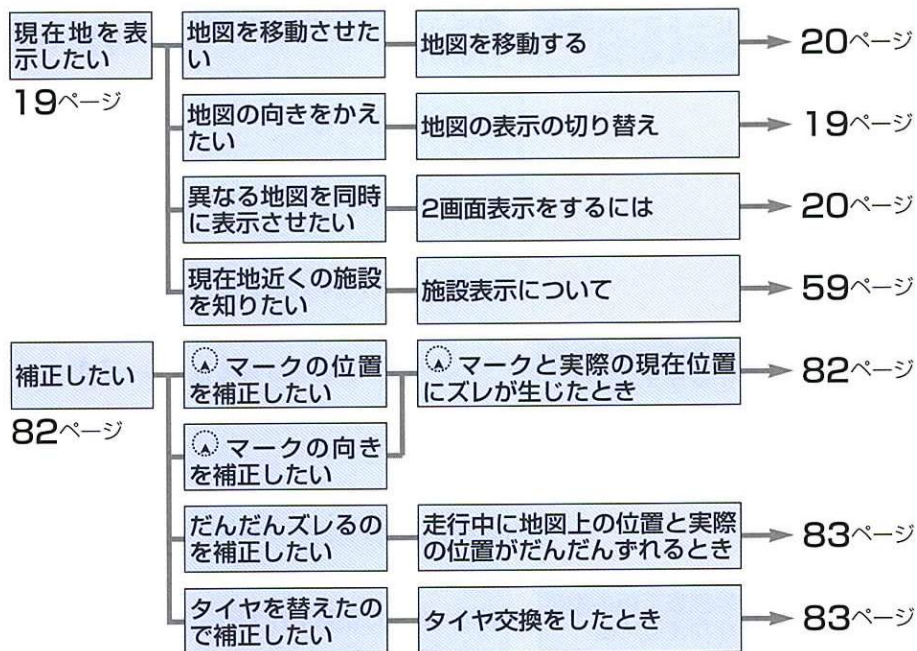 現在地を表
示したい
19ページ
地図を移動させた
い
地図を移動する
20ページ
地図の向きをかえ
たい
地図の表示の切り替え
19ページ
異なる地図を同時
に表示させたい
2画面表示をするには
20ページ
現在地近くの施設
を知りたい
施設表示について
59ページ
補正したい
82ページ
マークの位置
を補正したい
マークと実際の現在位置
にズレが生じたとき
82ページ
マークの向き
を補正したい
だんだんズレるの
を補正したい
走行中に地図上の位置と実際
の位置がだんだんずれるとき
83ページ
タイヤを替えたの
で補正したい
タイヤ交換をしたとき
83ページ